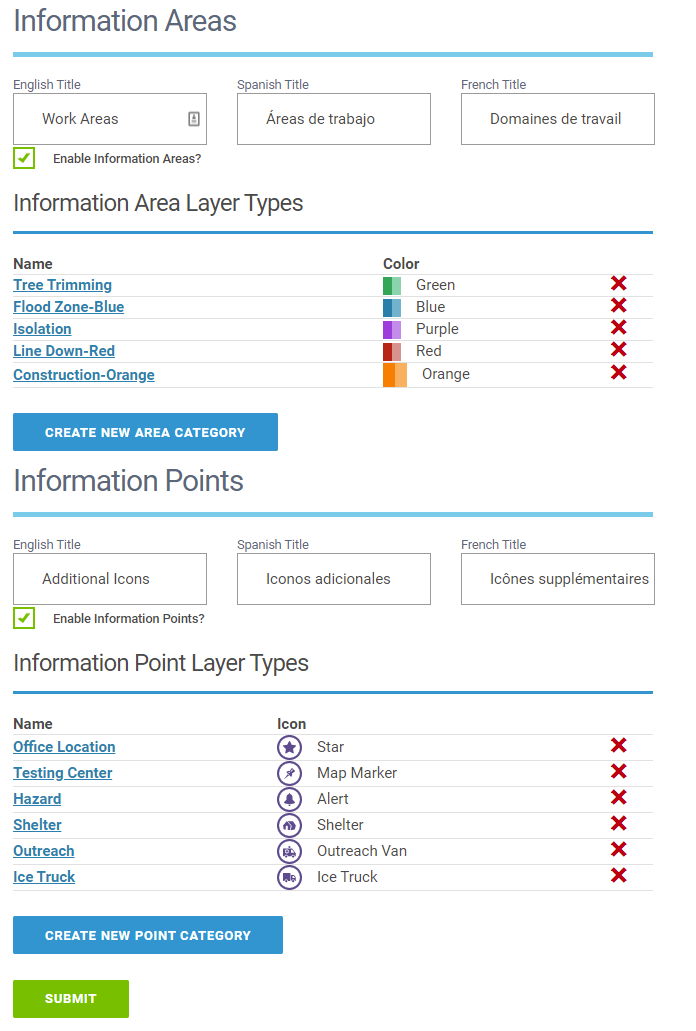 Information Areas
English Title Spanish Title French Title
Work Areas Áreas de trabajo Domaines de travail
Enable Information Areas?
Information Area Layer Types
Name Color
Tree Trimming Green
Flood Zone-Blue Blue
Isolation Purple
Line Down-Red Red
Construction-Orange Orange
CREATE NEW AREA CATEGORY
Information Points
English Title Spanish Title French Title
Additional Icons Iconos adicionales Icônes supplémentaires
Enable Information Points?
Information Point Layer Types
Name Icon
Office Location Star
Testing Center Map Marker
Hazard Alert
Shelter Shelter
Outreach Outreach Van
Ice Truck Ice Truck
CREATE NEW POINT CATEGORY
SUBMIT